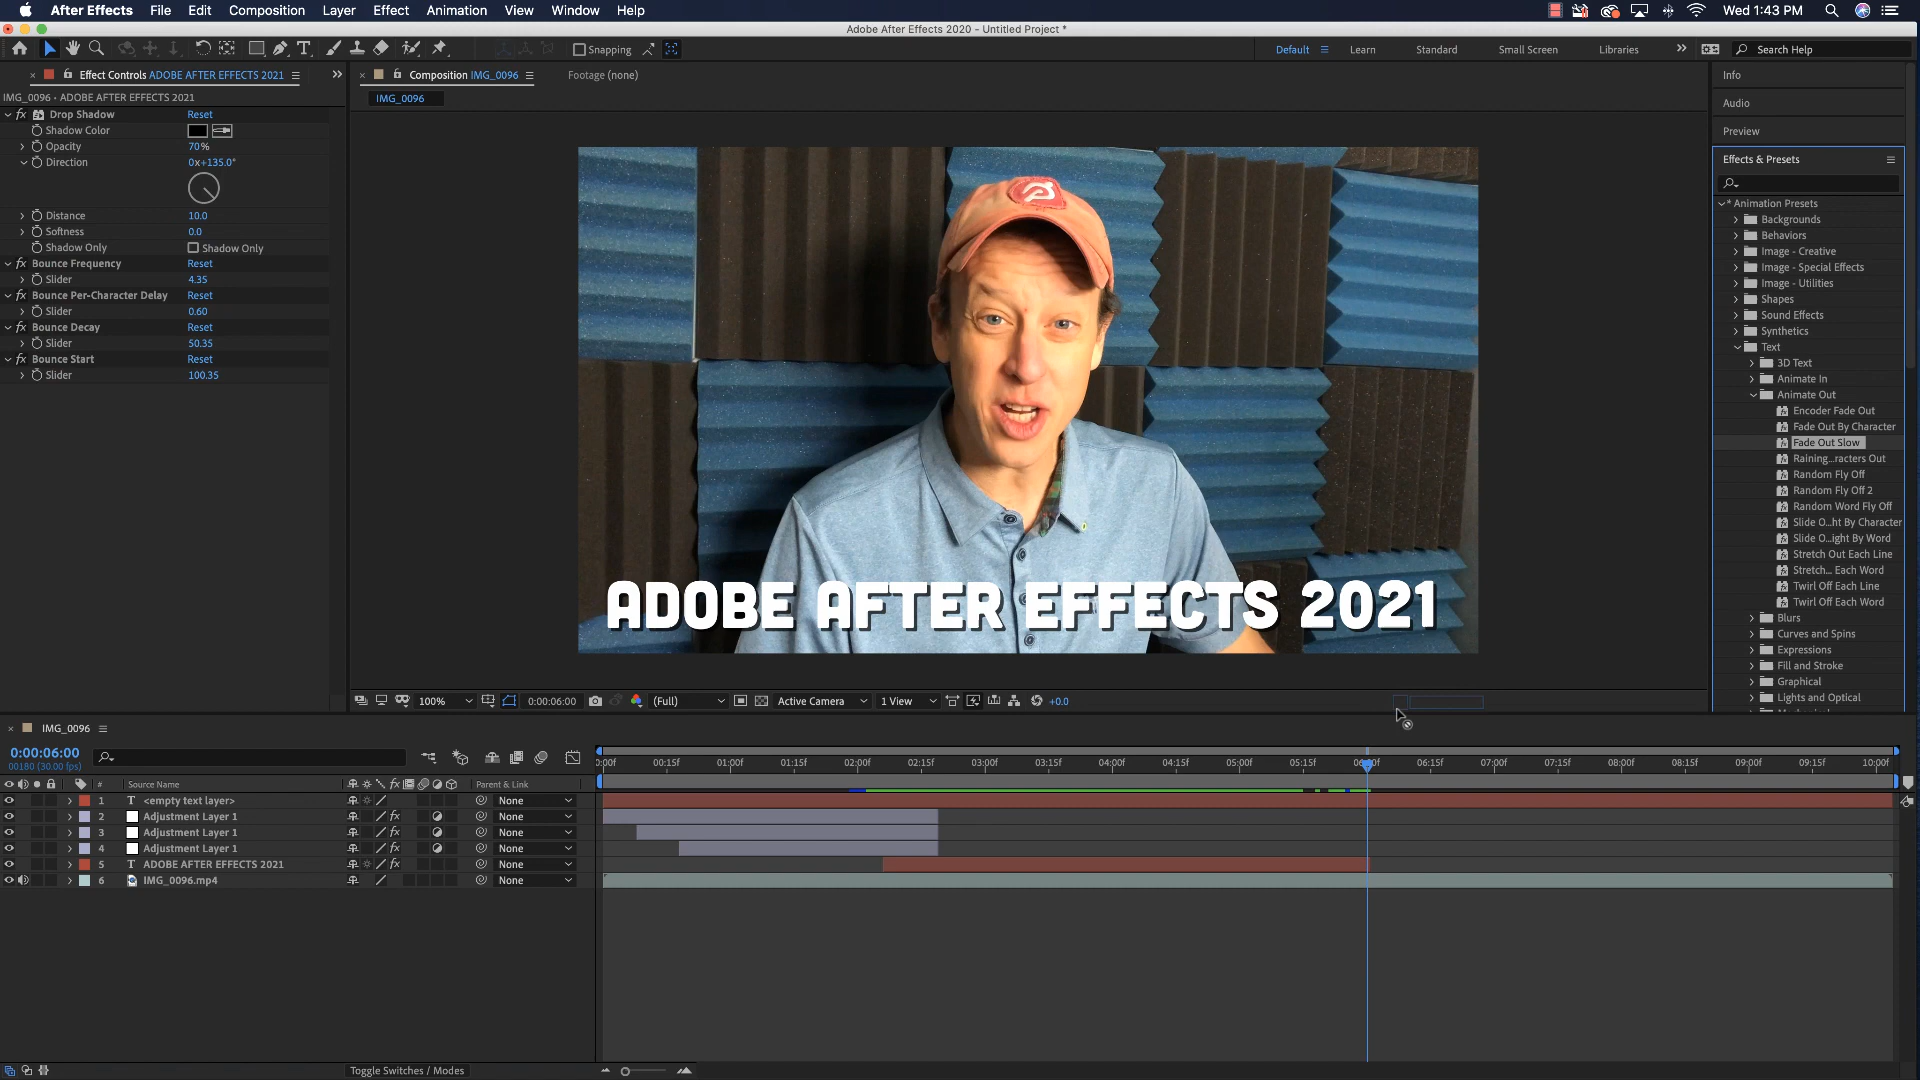 After Effects File Edit Composition Layer Effect Animation View Window Help Wed 1:43 PM
Adobe After Effects 2020 - Untitled Project *
Snapping Default Learn Standard Small Screen Libraries Search Help
Effect Controls ADOBE AFTER EFFECTS 2021
IMG_0096 • ADOBE AFTER EFFECTS 2021
fx Drop Shadow Reset
Shadow Color
Opacity 70%
Direction 0x+135.0°
Distance 10.0
Softness 0.0
Shadow Only Shadow Only
fx Bounce Frequency Reset
Slider 4.35
fx Bounce Per-Character Delay Reset
Slider 0.60
fx Bounce Decay Reset
Slider 50.35
fx Bounce Start Reset
Slider 100.35
Composition IMG_0096 Footage (none)
IMG_0096
ADOBE AFTER EFFECTS 2021
100% 0:00:06:00 (Full) Active Camera 1 View +0.0
Info
Audio
Preview
Effects & Presets
* Animation Presets
Backgrounds
Behaviors
Image - Creative
Image - Special Effects
Image - Utilities
Shapes
Sound Effects
Synthetics
Text
3D Text
Animate In
Animate Out
Encoder Fade Out
Fade Out By Character
Fade Out Slow
Raining...racters Out
Random Fly Off
Random Fly Off 2
Random Word Fly Off
Slide O...ht By Character
Slide O...ight By Word
Stretch Out Each Line
Stretch... Each Word
Twirl Off Each Line
Twirl Off Each Word
Blurs
Curves and Spins
Expressions
Fill and Stroke
Graphical
Lights and Optical
IMG_0096
0:00:06:00
00180 (30.00 fps)
:00f 00:15f 01:00f 01:15f 02:00f 02:15f 03:00f 03:15f 04:00f 04:15f 05:00f 05:15f 06:00f 06:15f 07:00f 07:15f 08:00f 08:15f 09:00f 09:15f 10:00f
# Source Name fx Parent & Link
1 T <empty text layer> None
2 Adjustment Layer 1 fx None
3 Adjustment Layer 1 fx None
4 Adjustment Layer 1 fx None
5 T ADOBE AFTER EFFECTS 2021 fx None
6 IMG_0096.mp4 None
Toggle Switches / Modes